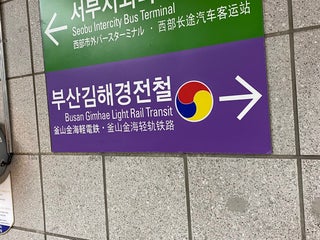 서부시외버스
Seobu Intercity Bus Terminal
西部市外バースターミナル · 西部长途汽车客运站
부산김해경전철
Busan Gimhae Light Rail Transit
釜山金海軽電鉄 · 釜山金海轻轨铁路